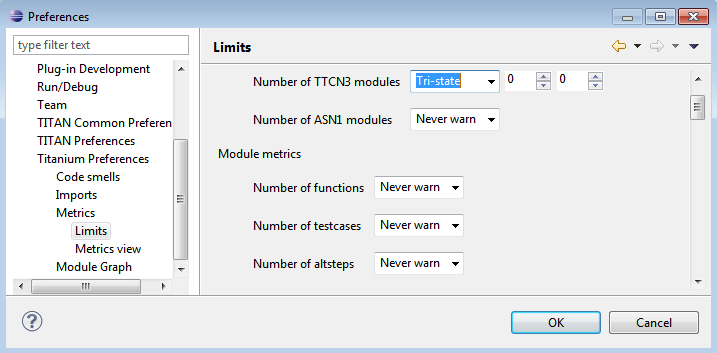 Preferences
type filter text
Plug-in Development
Run/Debug
Team
TITAN Common Preferen
TITAN Preferences
Titanium Preferences
Code smells
Imports
Metrics
Limits
Metrics view
Module Graph
Limits
Number of TTCN3 modules Tri-state 0 0
Number of ASN1 modules Never warn
Module metrics
Number of functions Never warn
Number of testcases Never warn
Number of altsteps Never warn
? OK Cancel